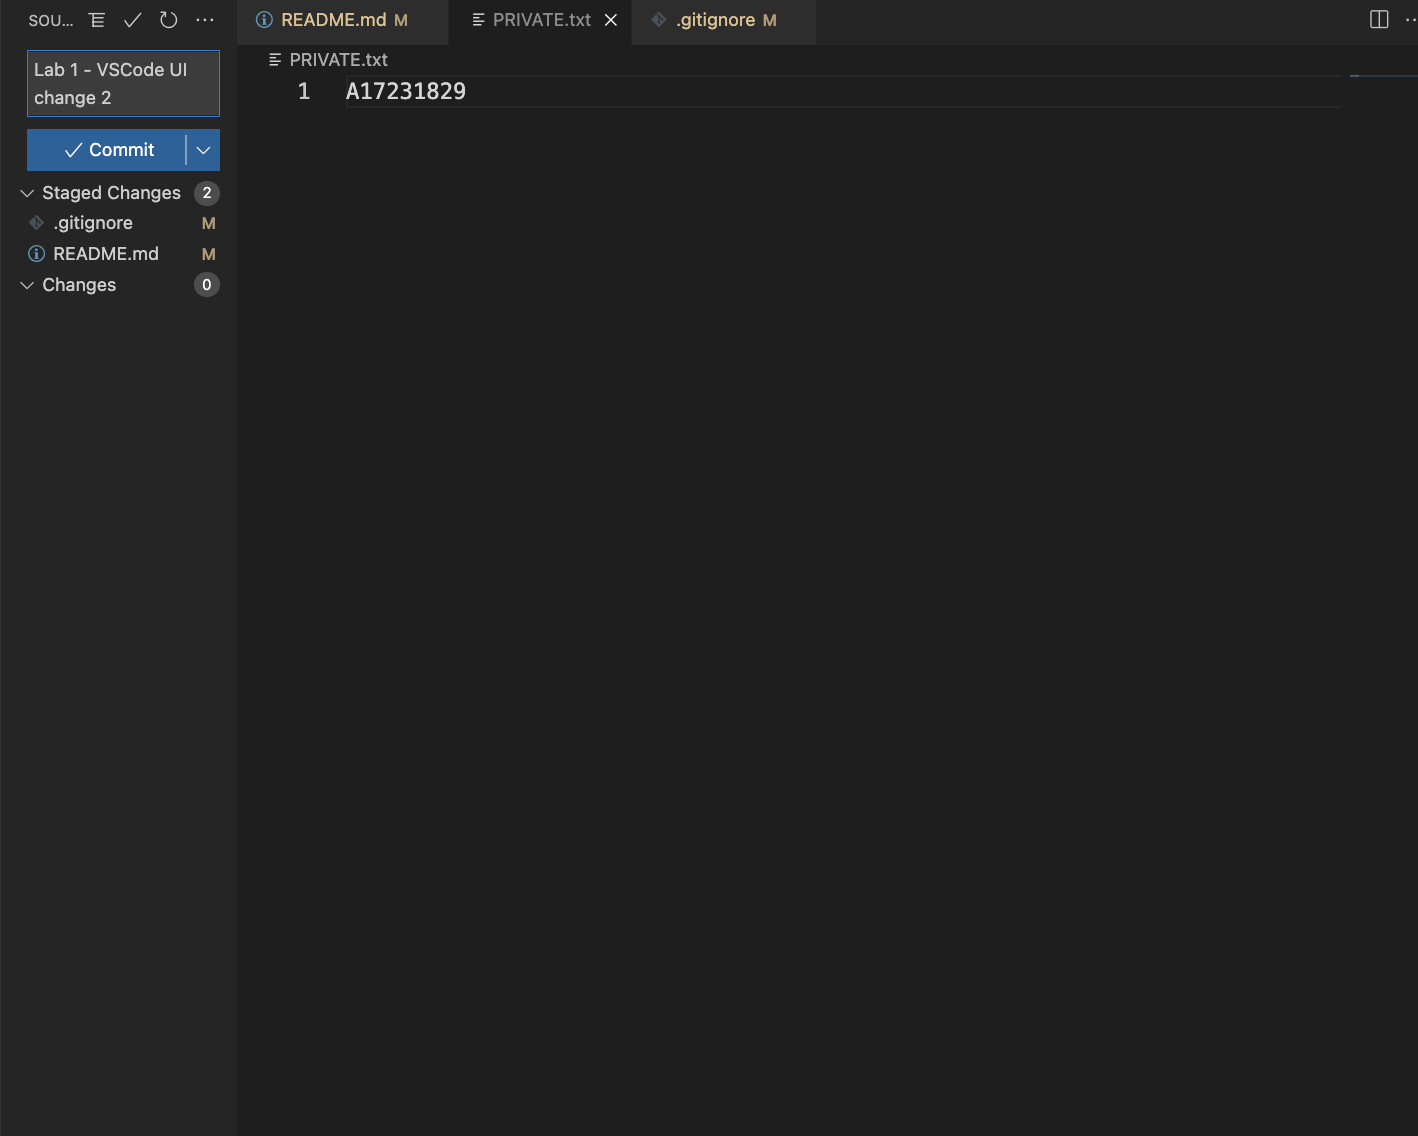 SOU...
README.md M
PRIVATE.txt
.gitignore M
Lab 1 - VSCode UI
change 2
Commit
Staged Changes 2
.gitignore M
README.md M
Changes 0
PRIVATE.txt
1 A17231829